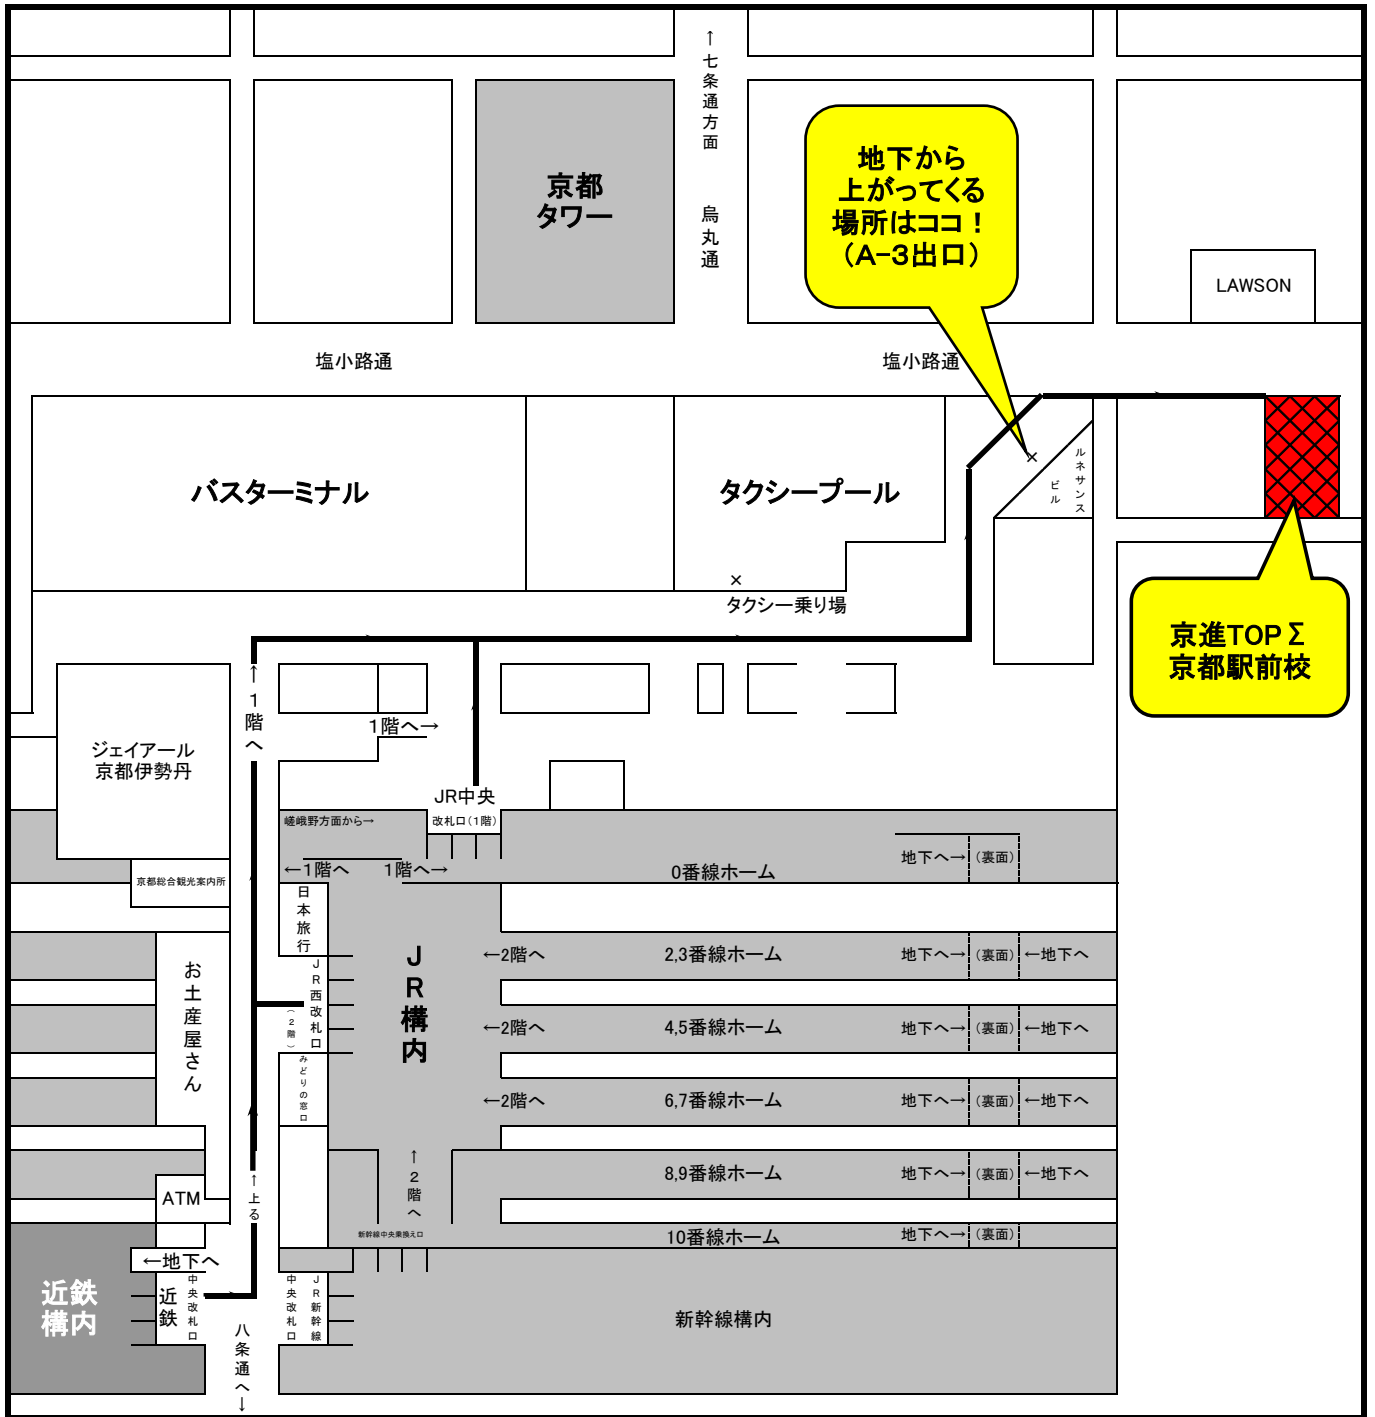 ↑七条通方面
烏丸通
京都
タワー
地下から
上がってくる
場所はココ！
（A-3出口）
LAWSON
塩小路通
塩小路通
バスターミナル
タクシープール
×
ルネサンス
ビル
×
タクシー乗り場
京進TOPΣ
京都駅前校
↑1階へ
1階へ→
ジェイアール
京都伊勢丹
JR中央
改札口（1階）
嵯峨野方面から→
←1階へ
1階へ→
0番線ホーム
地下へ→
（裏面）
京都総合観光案内所
日本旅行
JR構内
←2階へ
2,3番線ホーム
地下へ→
（裏面）
←地下へ
お土産屋さん
JR西改札口
（2階）
←2階へ
4,5番線ホーム
地下へ→
（裏面）
←地下へ
みどりの窓口
←2階へ
6,7番線ホーム
地下へ→
（裏面）
←地下へ
↑2階へ
8,9番線ホーム
地下へ→
（裏面）
←地下へ
ATM
↑上る
新幹線中央乗換え口
10番線ホーム
地下へ→
（裏面）
←地下へ
近鉄
構内
近鉄
中央改札口
JR新幹線
中央改札口
新幹線構内
八条通へ↓